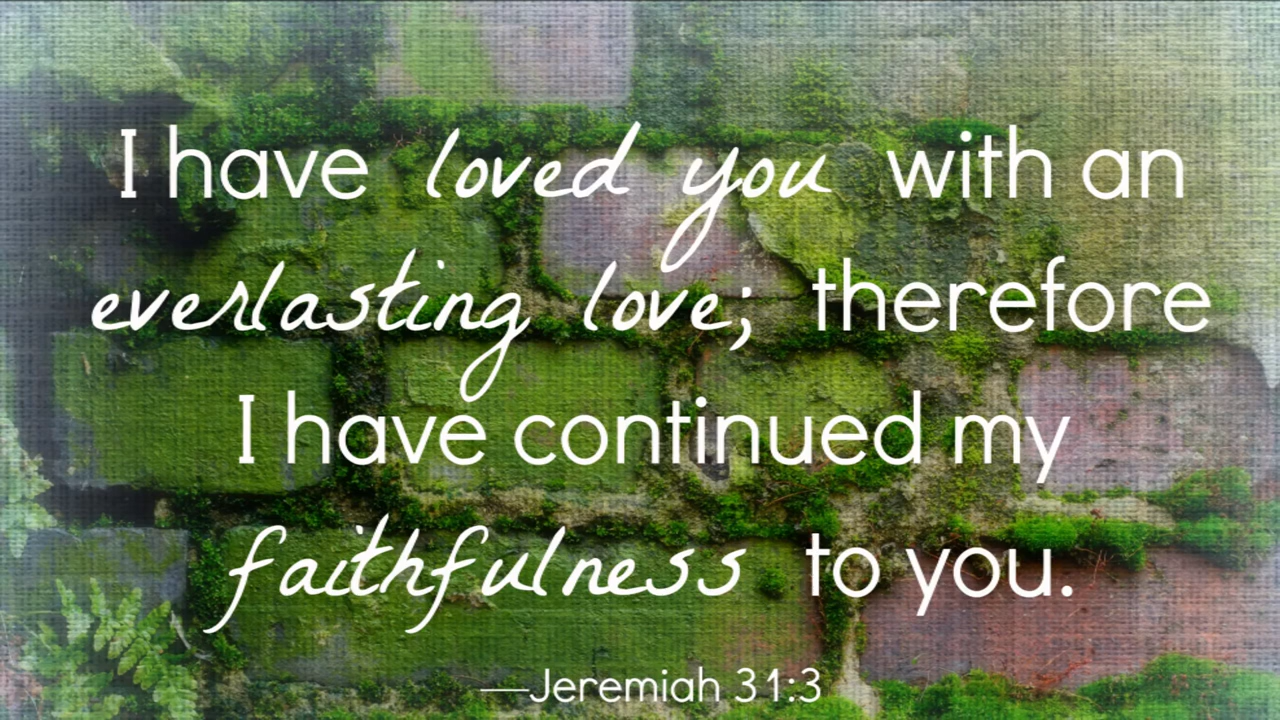 I have loved you with an
everlasting love; therefore
I have continued my
faithfulness to you.
—Jeremiah 31:3